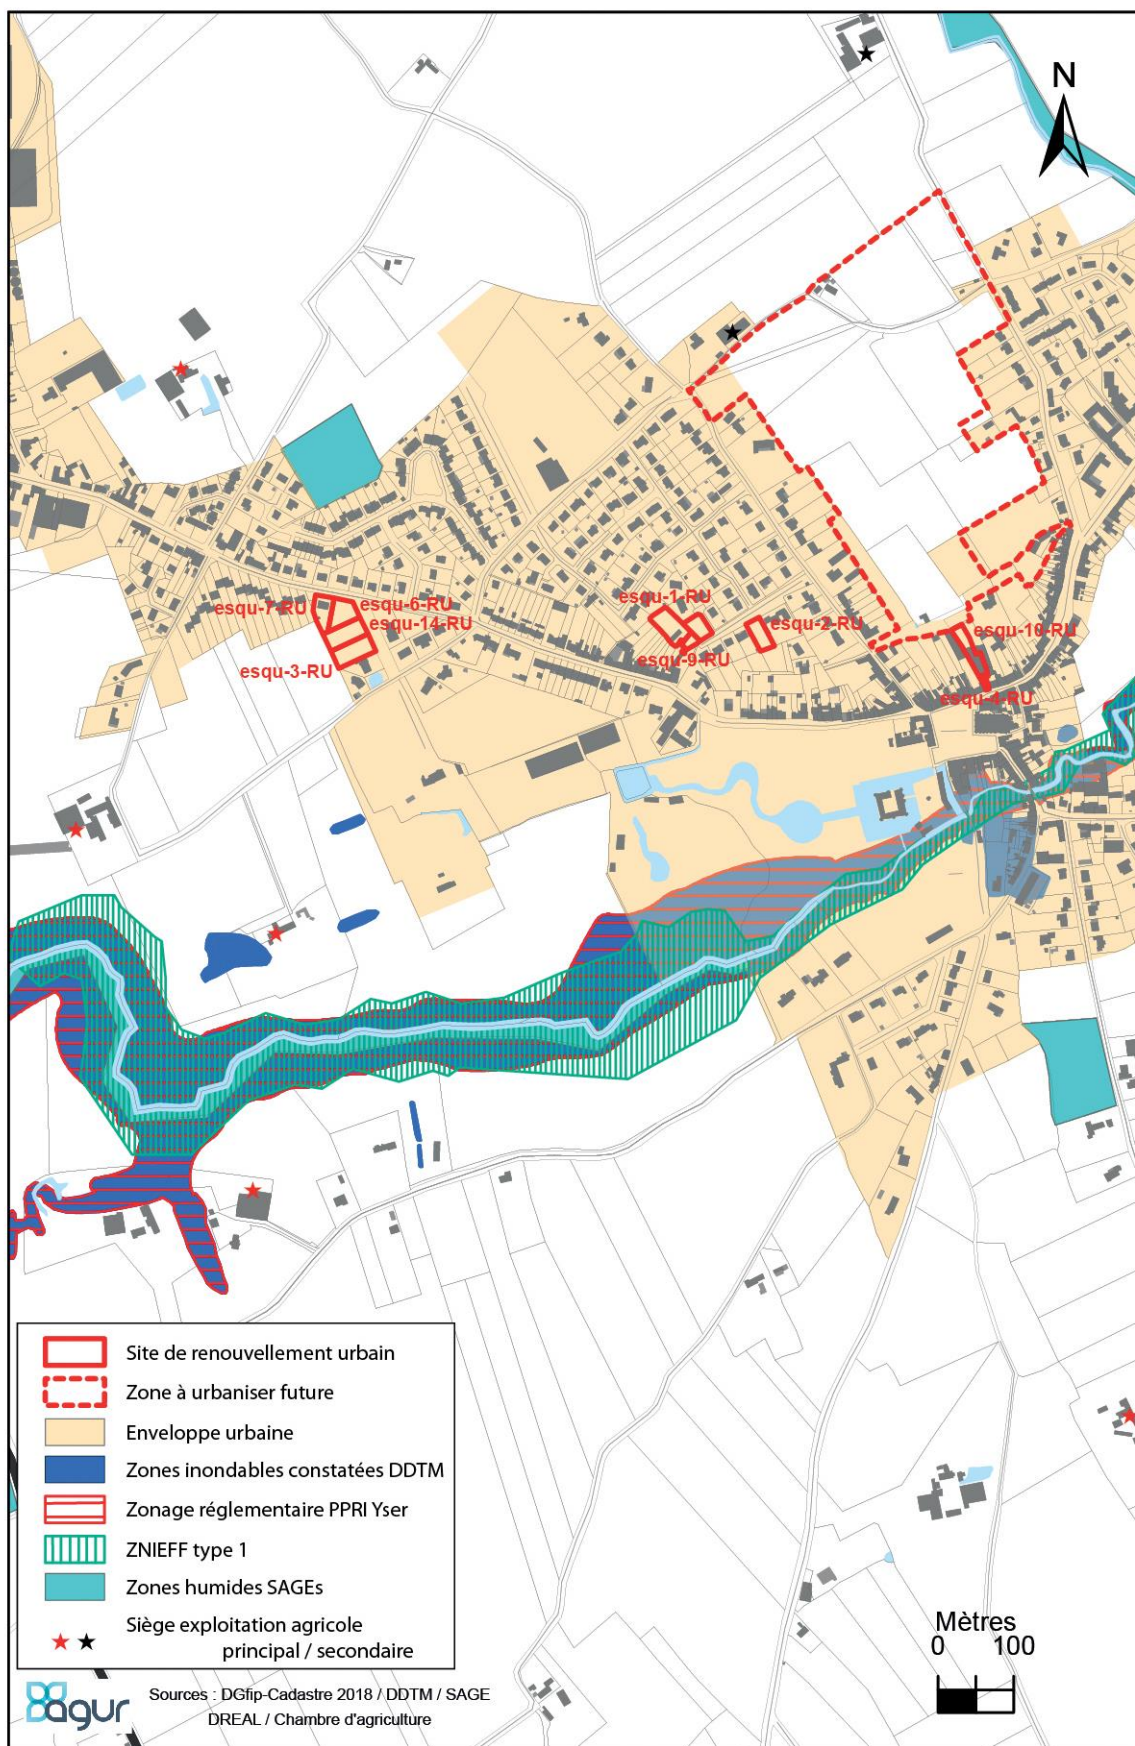 N
esqu-1-RU
esqu-7-RU
esqu-6-RU
esqu-14-RU
esqu-2-RU
esqu-10-RU
esqu-9-RU
esqu-3-RU
esqu-4-RU
Site de renouvellement urbain
Zone à urbaniser future
Enveloppe urbaine
Zones inondables constatées DDTM
Zonage réglementaire PPRI Yser
ZNIEFF type 1
Zones humides SAGEs
Siège exploitation agricole
principal / secondaire
Mètres
0 100
agur
Sources : DGfip-Cadastre 2018 / DDTM / SAGE
DREAL / Chambre d'agriculture